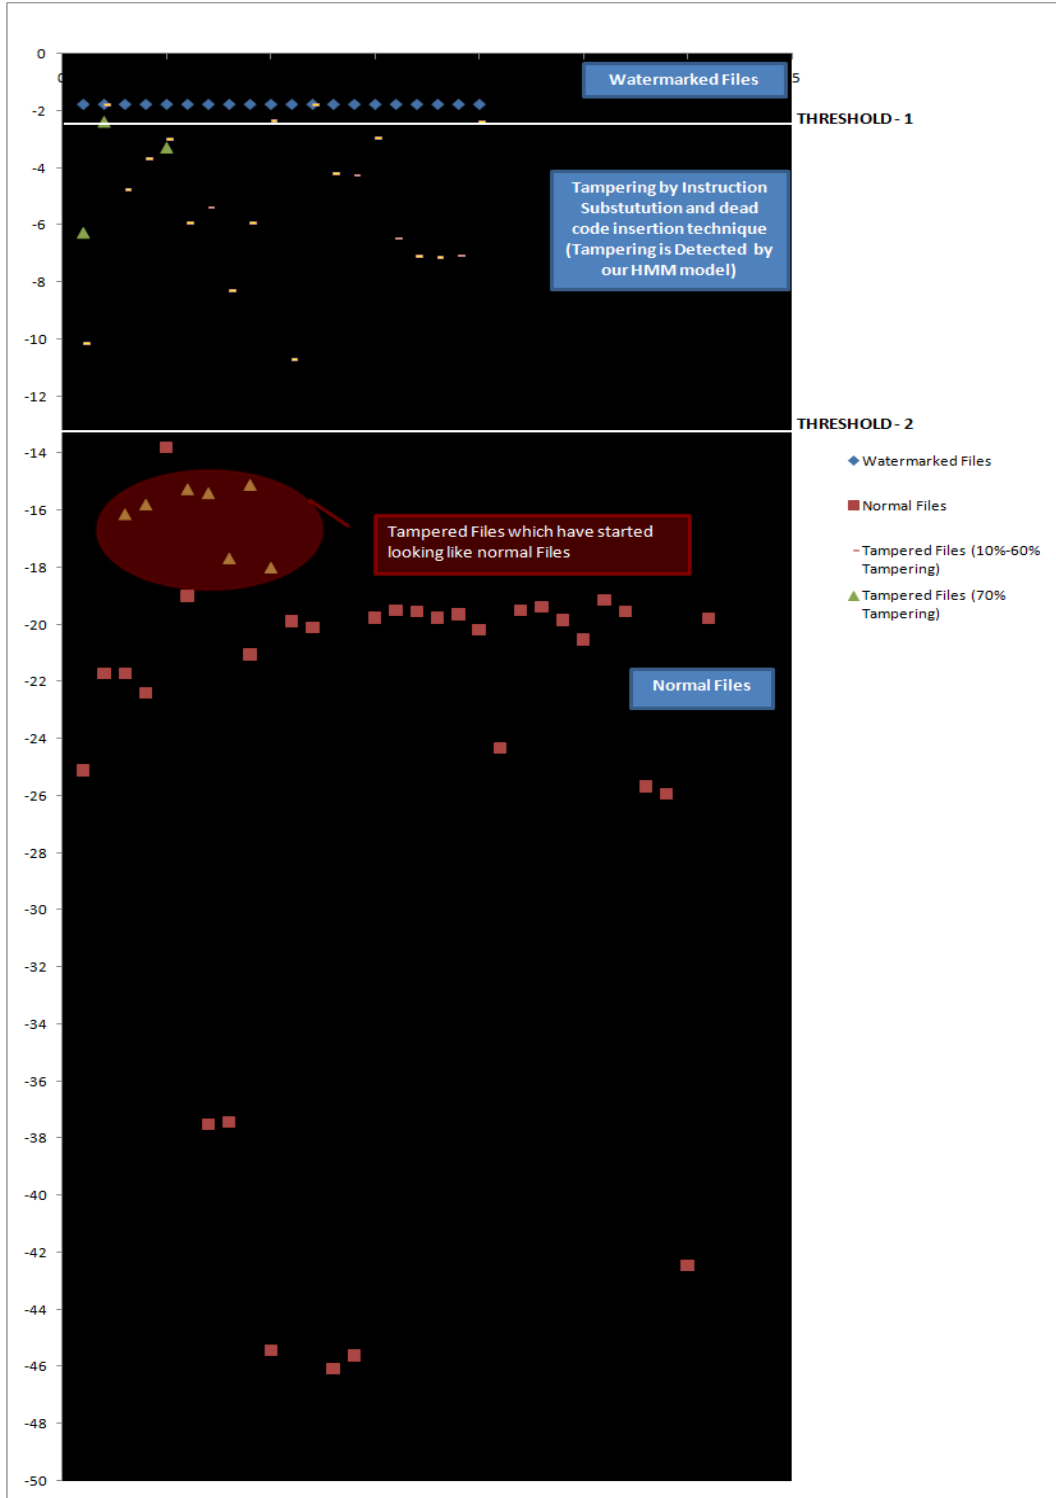 0
0
5
Watermarked Files
-2
THRESHOLD - 1
-4
Tampering by Instruction
Substutution and dead
code insertion technique
(Tampering is Detected by
our HMM model)
-6
-8
-10
-12
THRESHOLD - 2
-14
Watermarked Files
-16
Normal Files
Tampered Files which have started
looking like normal Files
Tampered Files (10%-60%
Tampering)
-18
Tampered Files (70%
Tampering)
-20
-22
Normal Files
-24
-26
-28
-30
-32
-34
-36
-38
-40
-42
-44
-46
-48
-50